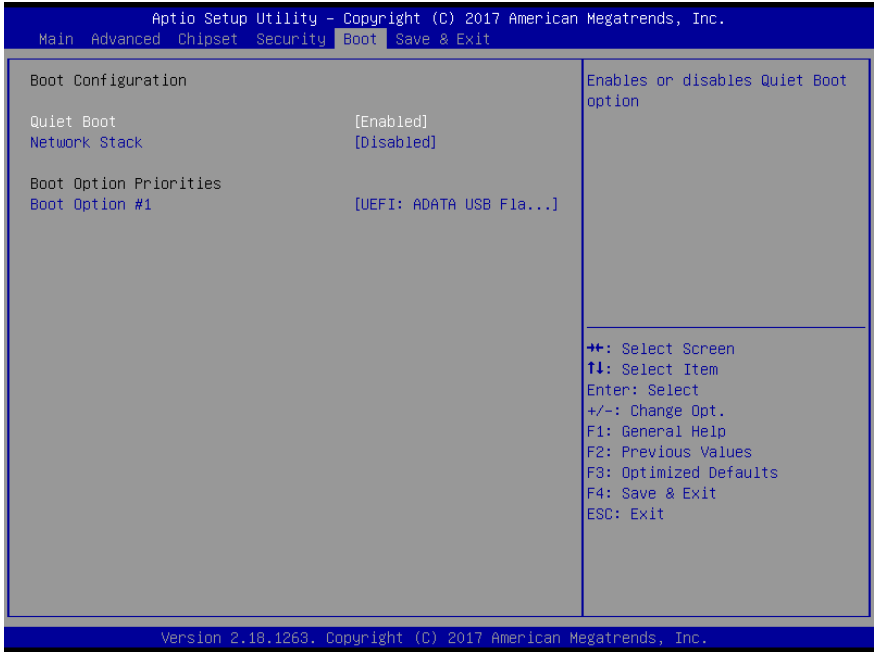 Aptio Setup Utility – Copyright (C) 2017 American Megatrends, Inc.
Main Advanced Chipset Security Boot Save & Exit
Boot Configuration
Quiet Boot [Enabled]
Network Stack [Disabled]
Boot Option Priorities
Boot Option #1 [UEFI: ADATA USB Fla...]
Enables or disables Quiet Boot
option
→←: Select Screen
↑↓: Select Item
Enter: Select
+/-: Change Opt.
F1: General Help
F2: Previous Values
F3: Optimized Defaults
F4: Save & Exit
ESC: Exit
Version 2.18.1263. Copyright (C) 2017 American Megatrends, Inc.